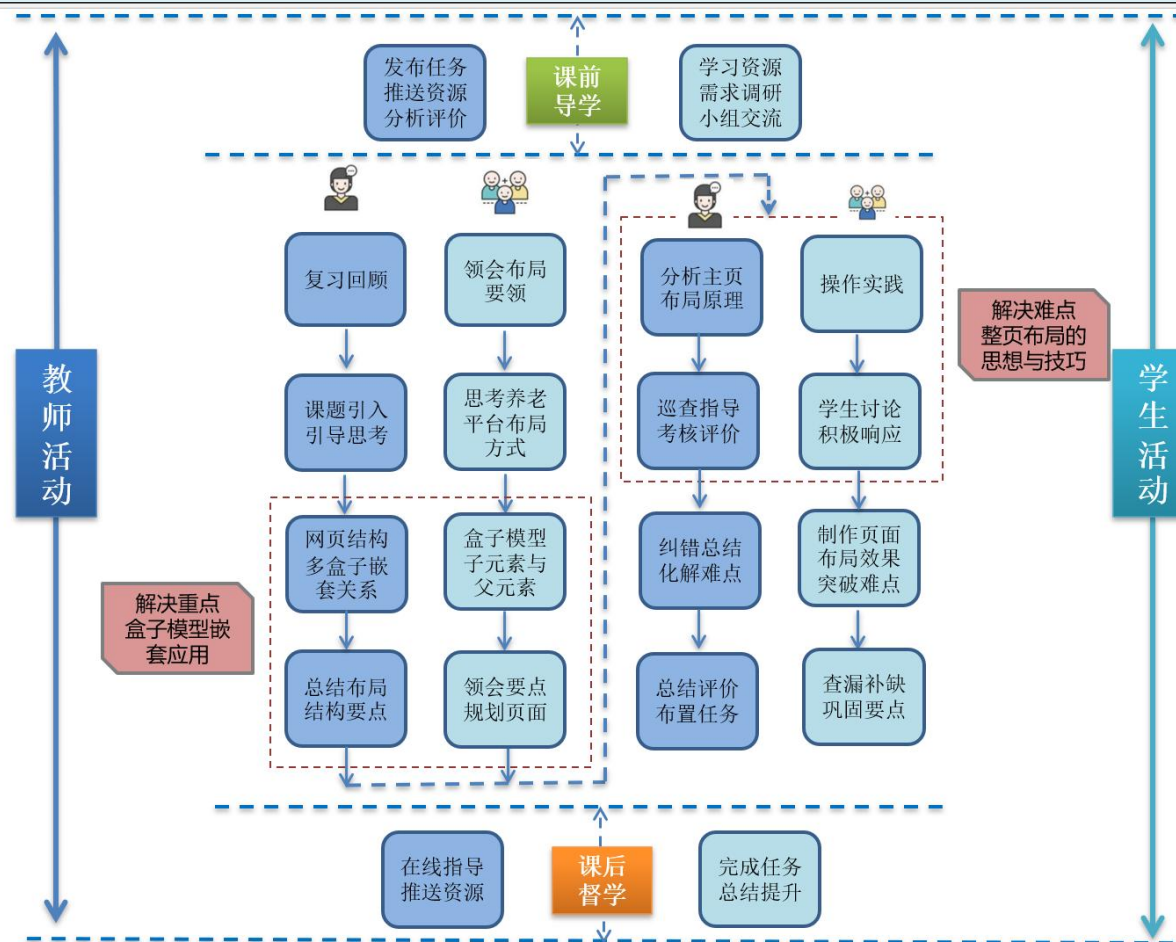 发布任务
推送资源
分析评价
课前
导学
学习资源
需求调研
小组交流
教
师
活
动
复习回顾
课题引入
引导思考
网页结构
多盒子嵌
套关系
总结布局
结构要点
领会布局
要领
思考养老
平台布局
方式
盒子模型
子元素与
父元素
领会要点
规划页面
解决重点
盒子模型嵌
套应用
分析主页
布局原理
巡查指导
考核评价
纠错总结
化解难点
总结评价
布置任务
操作实践
学生讨论
积极响应
制作页面
布局效果
突破难点
查漏补缺
巩固要点
解决难点
整页布局的
思想与技巧
学
生
活
动
在线指导
推送资源
课后
督学
完成任务
总结提升